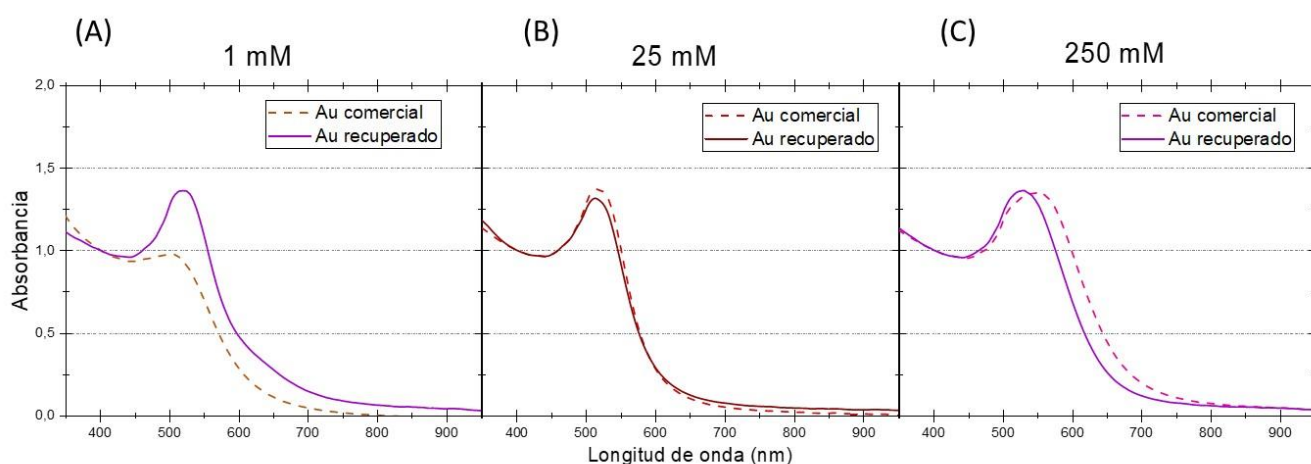 (A)
1 mM
(B)
25 mM
(C)
250 mM
2,0
1,5
1,0
0,5
0,0
Absorbancia
Au comercial
Au recuperado
Au comercial
Au recuperado
Au comercial
Au recuperado
400 500 600 700 800 900
400 500 600 700 800 900
400 500 600 700 800 900
Longitud de onda (nm)